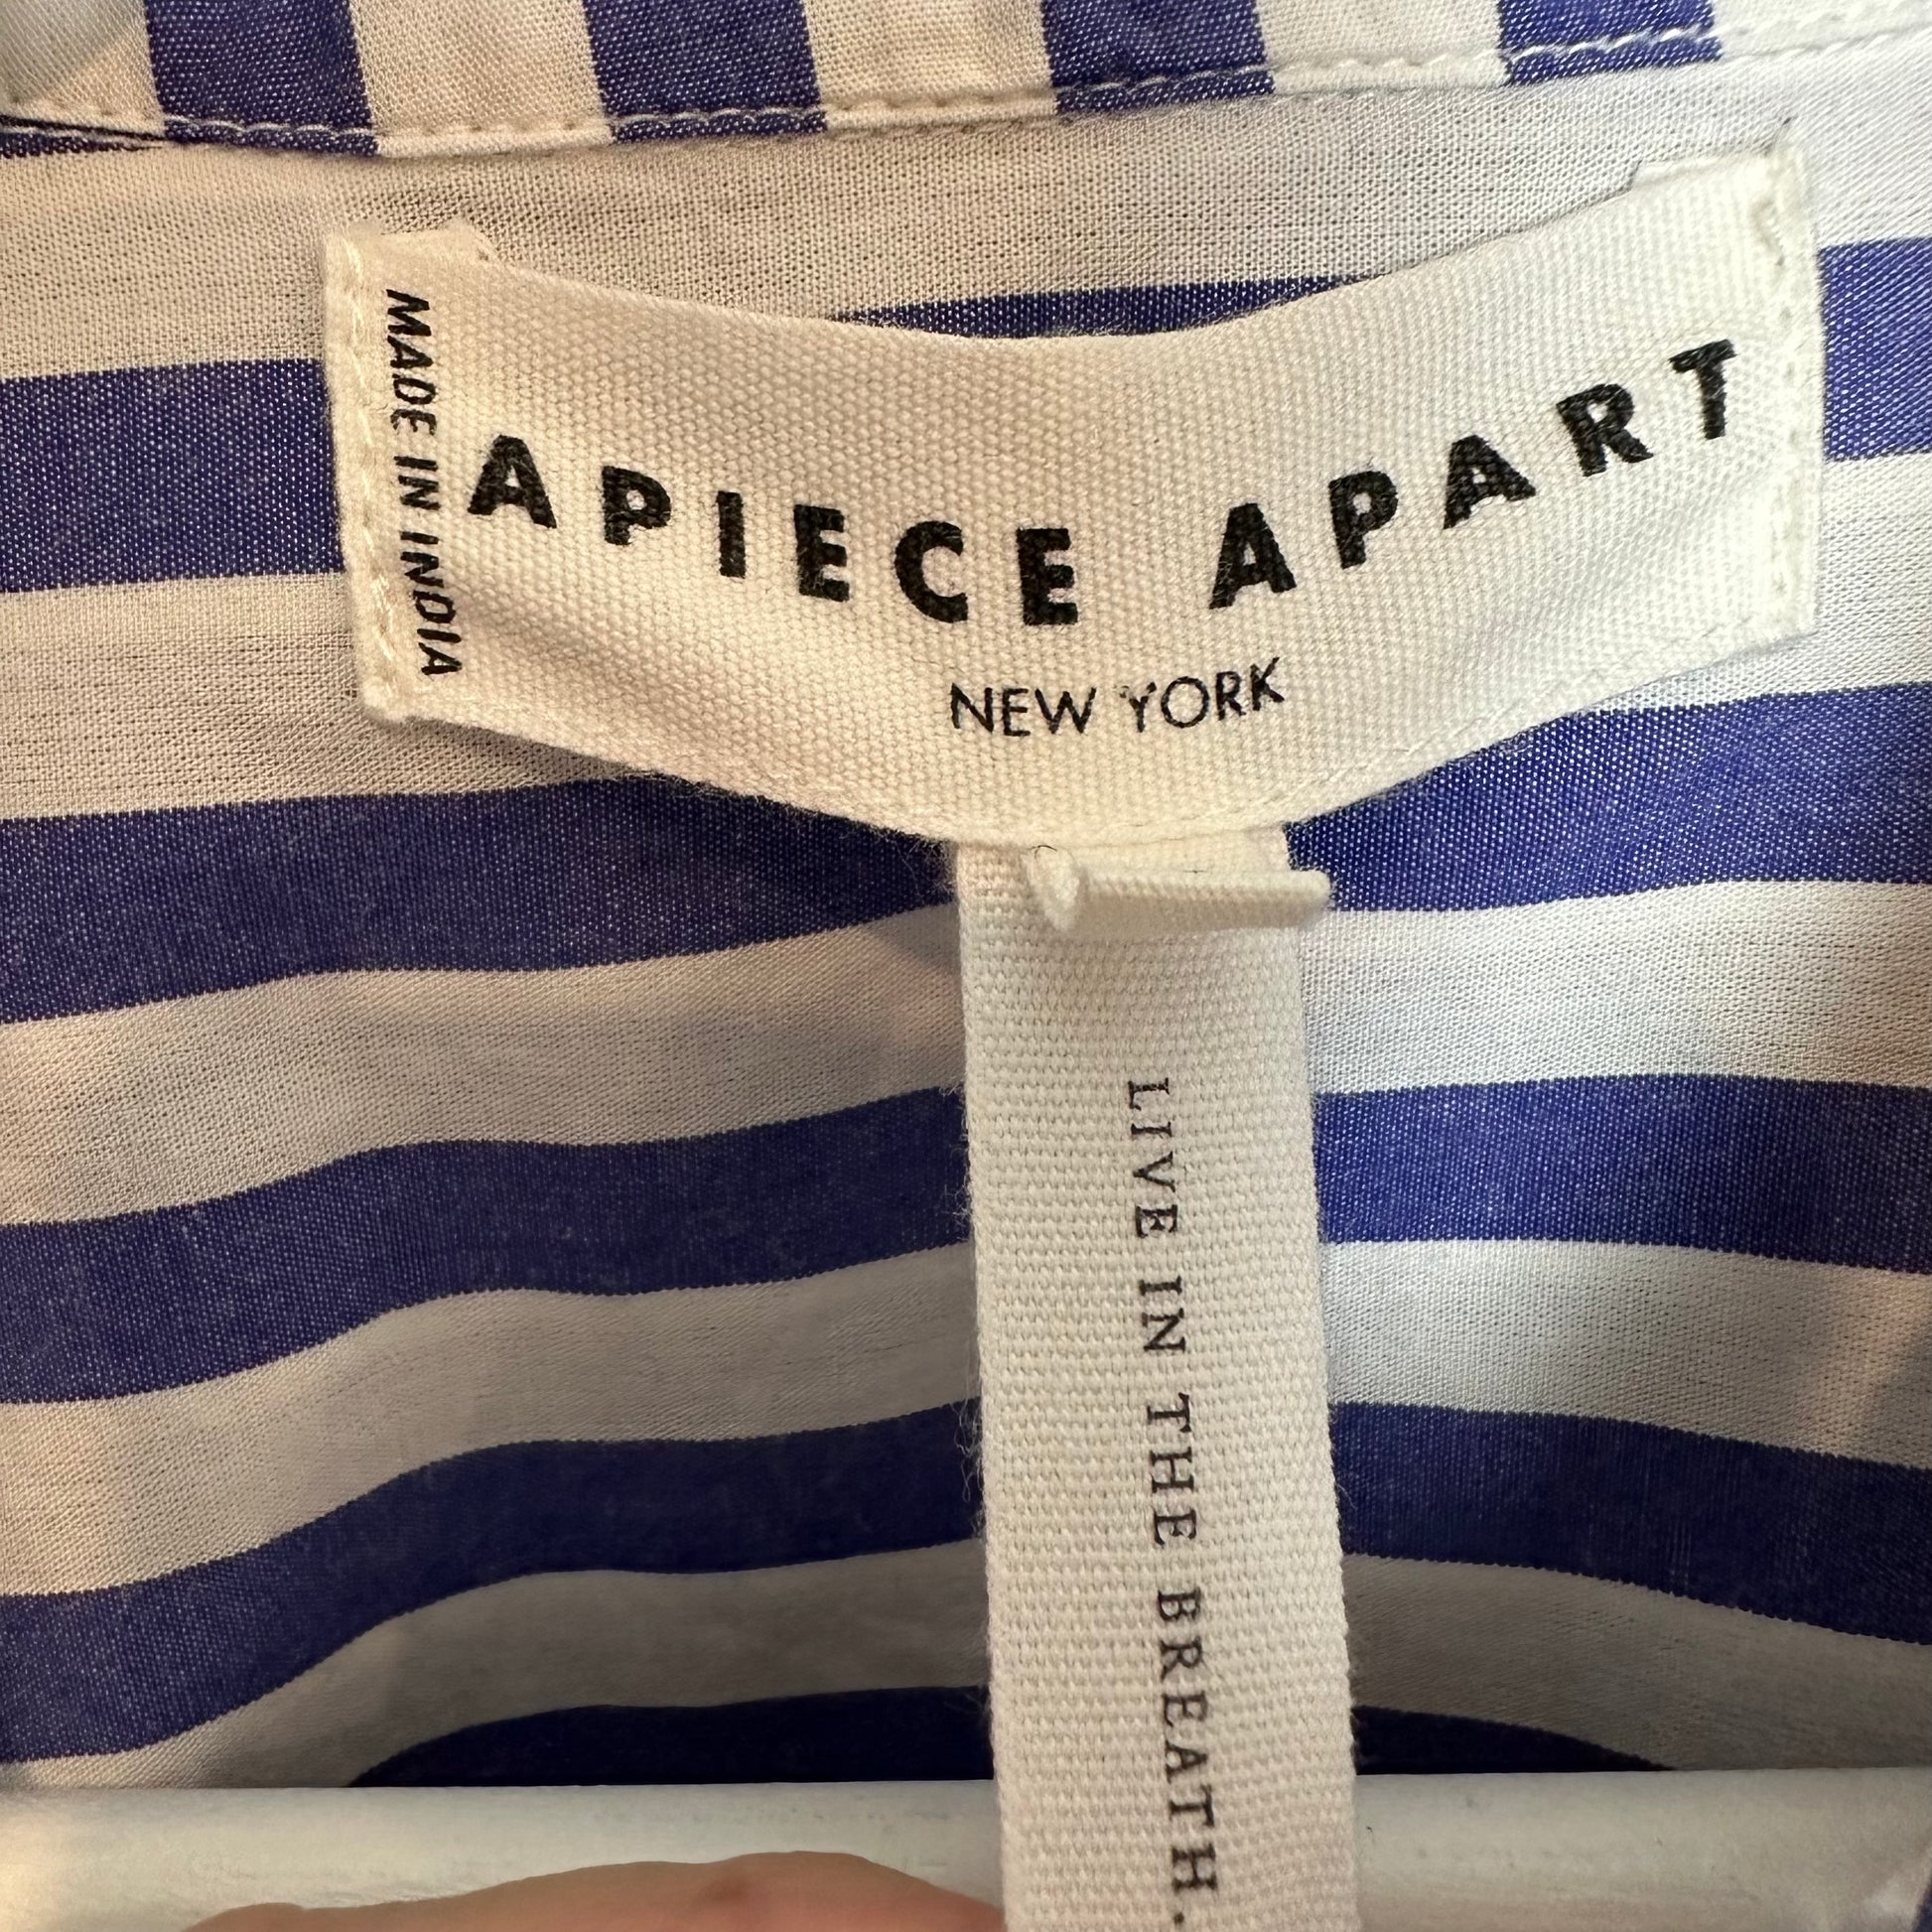 MADE IN INDIA
APIECE APART
NEW YORK
LIVE IN THE BREATH.